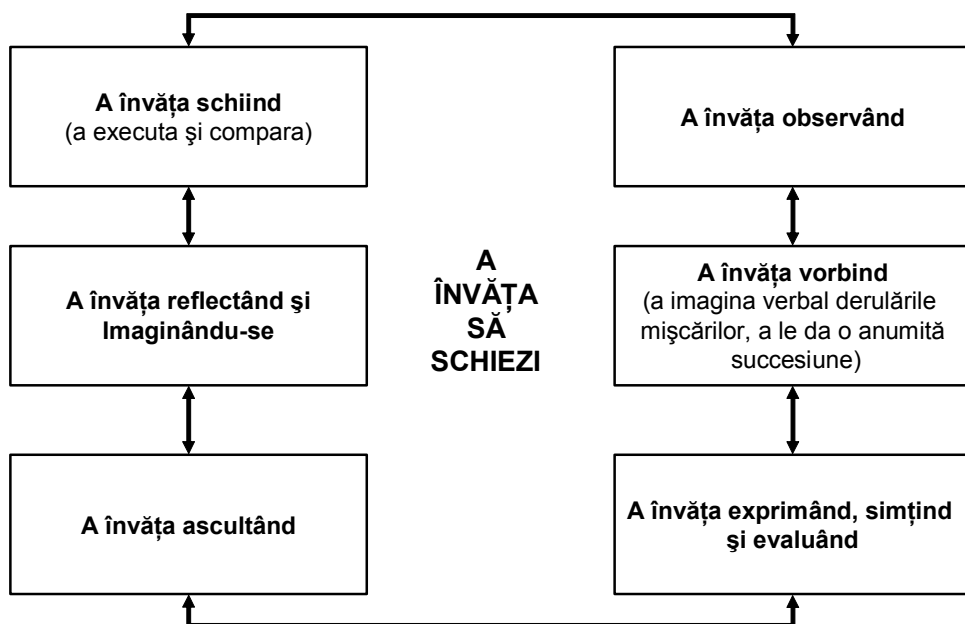 A învăța schiind
(a executa şi compara)
A învăța observând
A învăța reflectând şi
Imaginându-se
A
ÎNVĂȚA
SĂ
SCHIEZI
A învăța vorbind
(a imagina verbal derulările
mişcărilor, a le da o anumită
succesiune)
A învăța ascultând
A învăța exprimând, simțind
şi evaluând